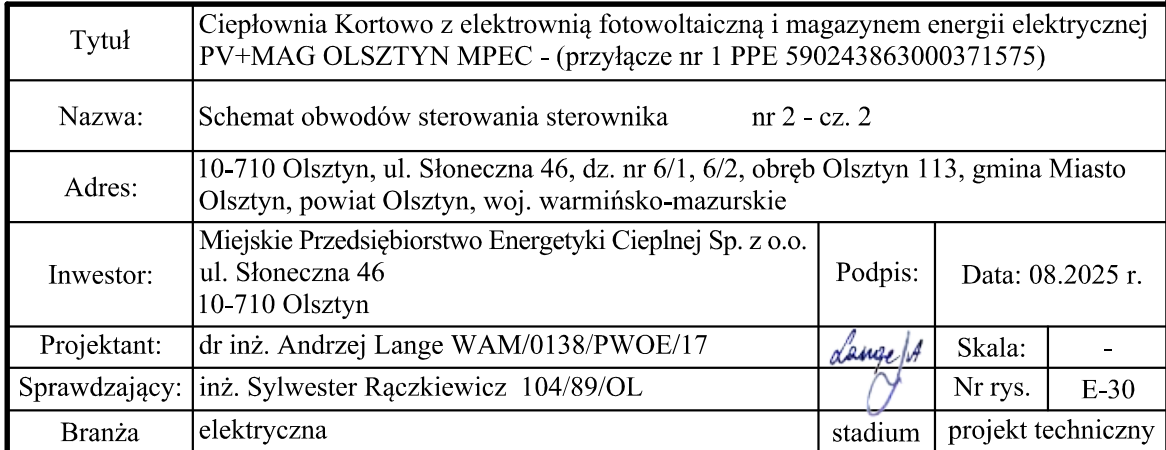 Tytuł
Ciepłownia Kortowo z elektrownią fotowoltaiczną i magazynem energii elektrycznej
PV+MAG OLSZTYN MPEC - (przyłącze nr 1 PPE 590243863000371575)
Nazwa:
Schemat obwodów sterowania sterownika nr 2 - cz. 2
Adres:
10-710 Olsztyn, ul. Słoneczna 46, dz. nr 6/1, 6/2, obręb Olsztyn 113, gmina Miasto
Olsztyn, powiat Olsztyn, woj. warmińsko-mazurskie
Inwestor:
Miejskie Przedsiębiorstwo Energetyki Cieplnej Sp. z o.o.
ul. Słoneczna 46
10-710 Olsztyn
Podpis:
Data: 08.2025 r.
Projektant: dr inż. Andrzej Lange WAM/0138/PWOE/17 Lange/A Skala: -
Sprawdzający: inż. Sylwester Rączkiewicz 104/89/OL Nr rys. E-30
Branża elektryczna stadium projekt techniczny